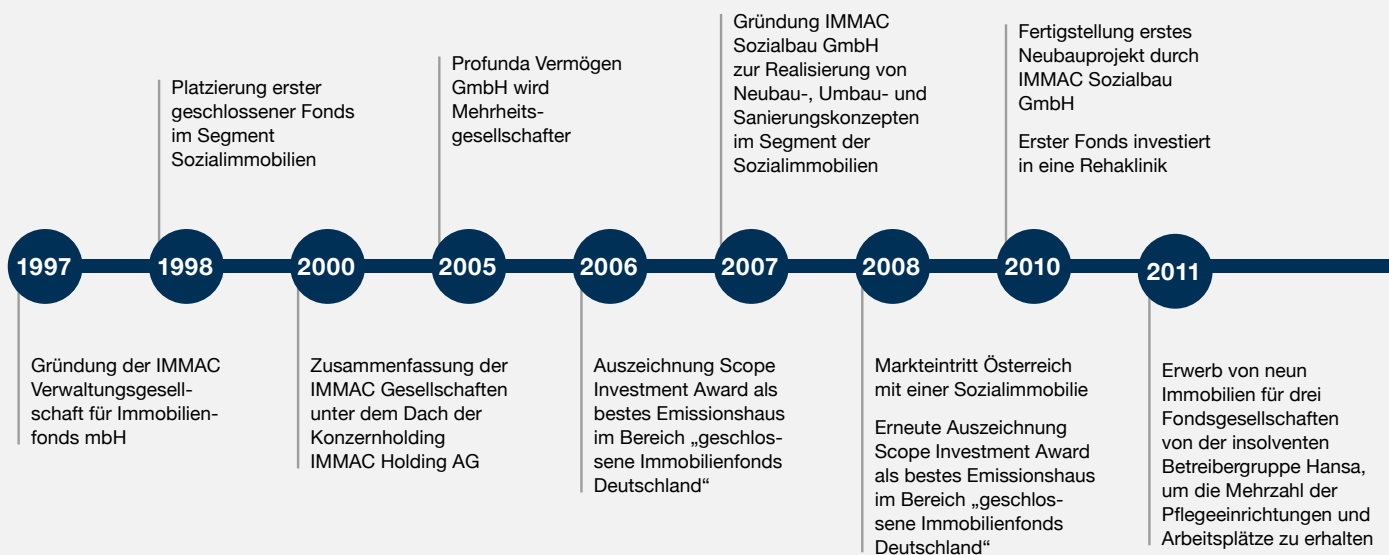 1997
Gründung der IMMAC
Verwaltungsgesell-
schaft für Immobilien-
fonds mbH
1998
Platzierung erster
geschlossener Fonds
im Segment
Sozialimmobilien
2000
Zusammenfassung der
IMMAC Gesellschaften
unter dem Dach der
Konzernholding
IMMAC Holding AG
2005
Profunda Vermögen
GmbH wird
Mehrheits-
gesellschafter
2006
Auszeichnung Scope
Investment Award als
bestes Emissionshaus
im Bereich „geschlos-
sene Immobilienfonds
Deutschland“
2007
Gründung IMMAC
Sozialbau GmbH
zur Realisierung von
Neubau-, Umbau- und
Sanierungskonzepten
im Segment der
Sozialimmobilien
2008
Markteintritt Österreich
mit einer Sozialimmobilie
Erneute Auszeichnung
Scope Investment Award
als bestes Emissionshaus
im Bereich „geschlos-
sene Immobilienfonds
Deutschland“
2010
Fertigstellung erstes
Neubauprojekt durch
IMMAC Sozialbau
GmbH
Erster Fonds investiert
in eine Rehaklinik
2011
Erwerb von neun
Immobilien für drei
Fondsgesellschaften
von der insolventen
Betreibergruppe Hansa,
um die Mehrzahl der
Pflegeeinrichtungen und
Arbeitsplätze zu erhalten